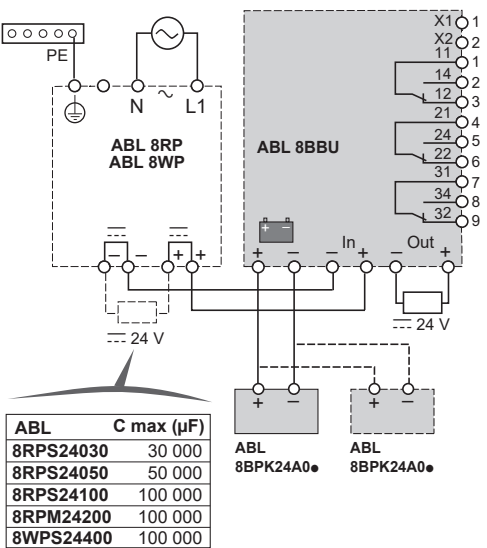 PE
N ~ L1
ABL 8RP
ABL 8WP
− − + +
24 V
ABL 8BBU
X1 1
X2 2
11 1
14 2
12 3
21 4
24 5
22 6
31 7
34 8
32 9
+ −
In Out
+ − − + − +
24 V
+ −
+ −
ABL
8BPK24A0●
ABL
8BPK24A0●
ABL C max (µF)
8RPS24030 30 000
8RPS24050 50 000
8RPS24100 100 000
8RPM24200 100 000
8WPS24400 100 000